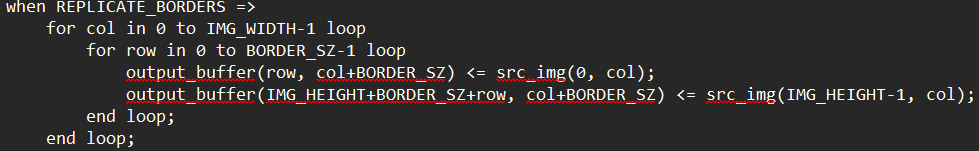 when REPLICATE_BORDERS =>
    for col in 0 to IMG_WIDTH-1 loop
        for row in 0 to BORDER_SZ-1 loop
            output_buffer(row, col+BORDER_SZ) <= src_img(0, col);
            output_buffer(IMG_HEIGHT+BORDER_SZ+row, col+BORDER_SZ) <= src_img(IMG_HEIGHT-1, col);
        end loop;
    end loop;